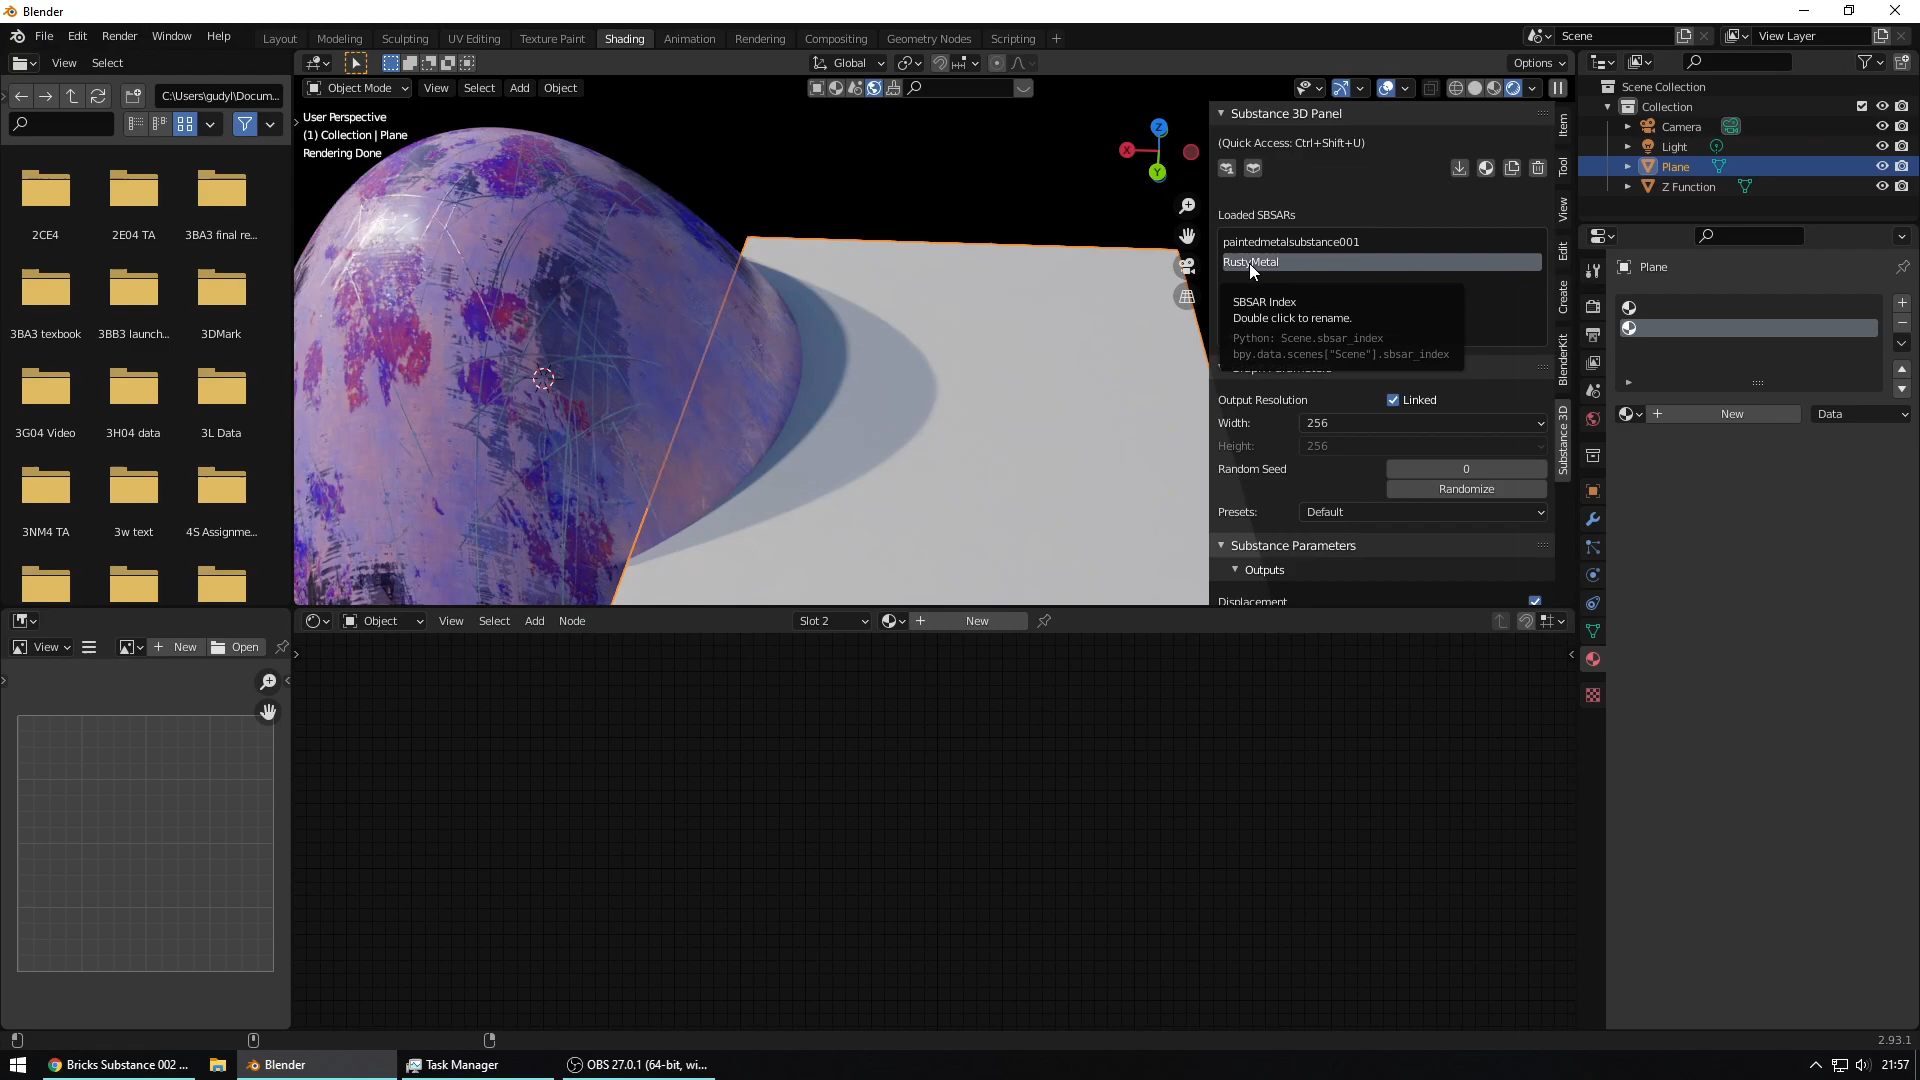 Blender
File Edit Render Window Help
Layout Modeling Sculpting UV Editing Texture Paint Shading Animation Rendering Compositing Geometry Nodes Scripting
Scene
View Layer
View Select
Global
Options
C:\Users\gudyl\Docum...
Object Mode View Select Add Object
User Perspective
(1) Collection | Plane
Rendering Done
Z
X
Y
2CE4 2E04 TA 3BA3 final re...
3BA3 texbook 3BB3 launch... 3DMark
3G04 Video 3H04 data 3L Data
3NM4 TA 3w text 4S Assignme...
Substance 3D Panel
(Quick Access: Ctrl+Shift+U)
Loaded SBSARs
paintedmetalsubstance001
RustyMetal
SBSAR Index
Double click to rename.
Python: Scene.sbsar_index
bpy.data.scenes["Scene"].sbsar_index
Output Resolution Linked
Width: 256
Height: 256
Random Seed 0
Randomize
Presets: Default
Substance Parameters
Outputs
Displacement
Item
Tool
View
Edit
Create
BlenderKit
Substance 3D
Scene Collection
Collection
Camera
Light
Plane
Z Function
Plane
New Data
View New Open
Object View Select Add Node Slot 2 New
2.93.1
Bricks Substance 002 ...
Blender
Task Manager
OBS 27.0.1 (64-bit, wi...
21:57